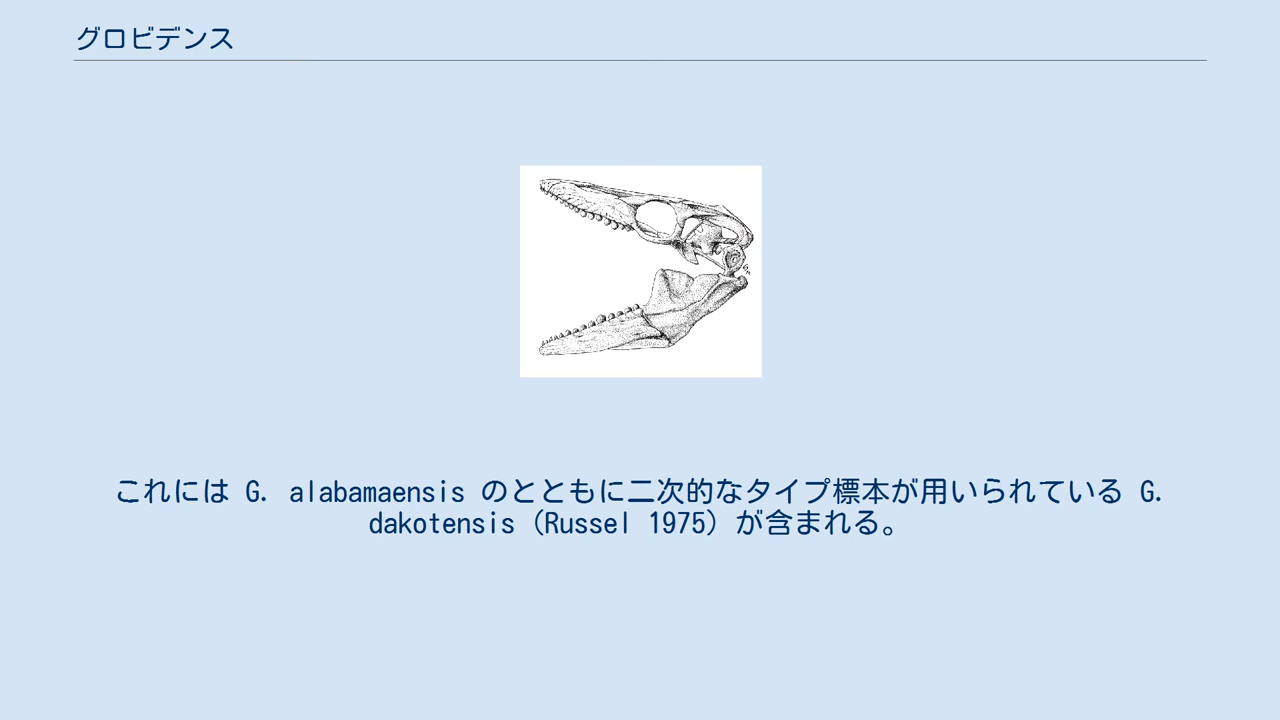 グロビデンス
これには G. alabamaensis のとともに二次的なタイプ標本が用いられている G.
dakotensis (Russel 1975) が含まれる。